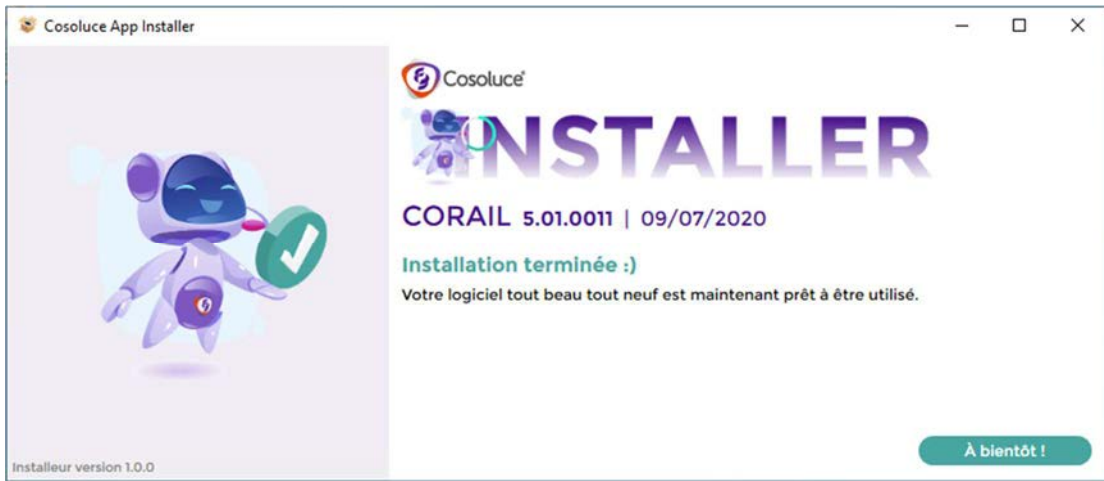 Cosoluce App Installer
Cosoluce®
INSTALLER
CORAIL 5.01.0011 | 09/07/2020
Installation terminée :)
Votre logiciel tout beau tout neuf est maintenant prêt à être utilisé.
À bientôt !
Installeur version 1.0.0